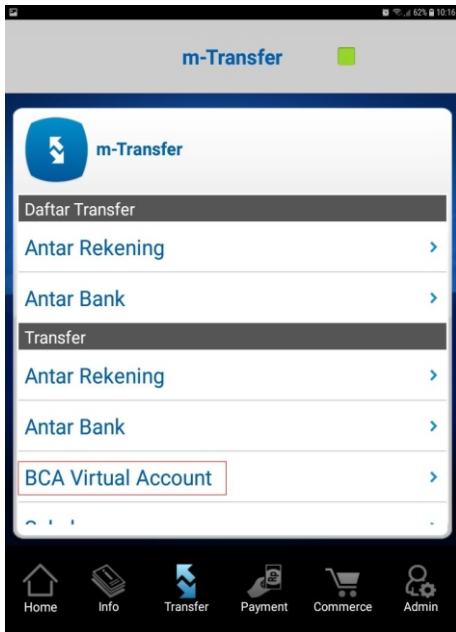 62% 10:16
m-Transfer
m-Transfer
Daftar Transfer
Antar Rekening
Antar Bank
Transfer
Antar Rekening
Antar Bank
BCA Virtual Account
RP
Home Info Transfer Payment Commerce Admin